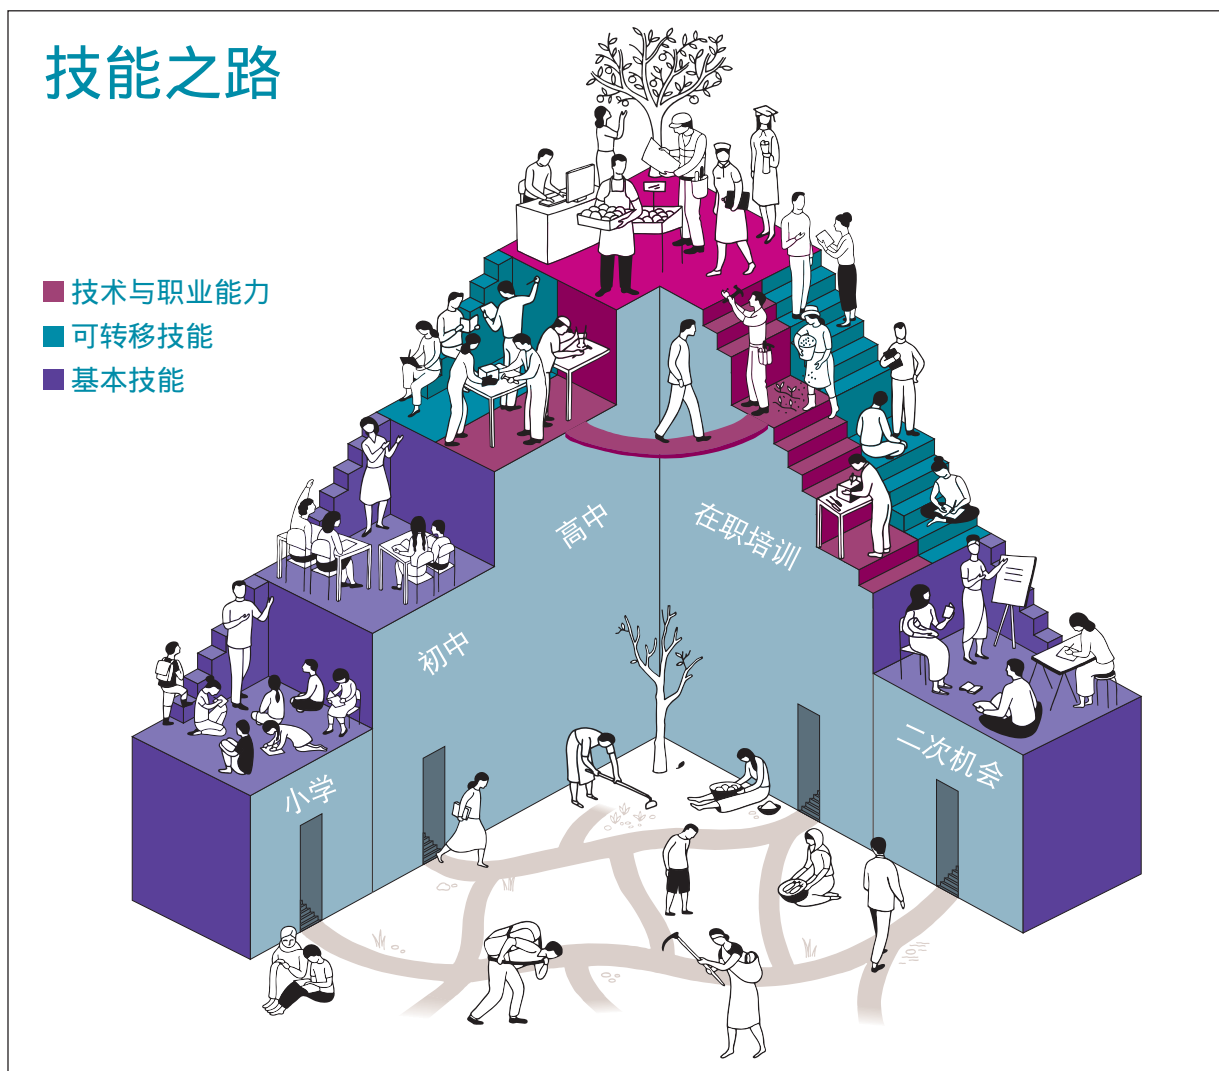 技能之路
技术与职业能力
可转移技能
基本技能
高中
在职培训
初中
二次机会
小学